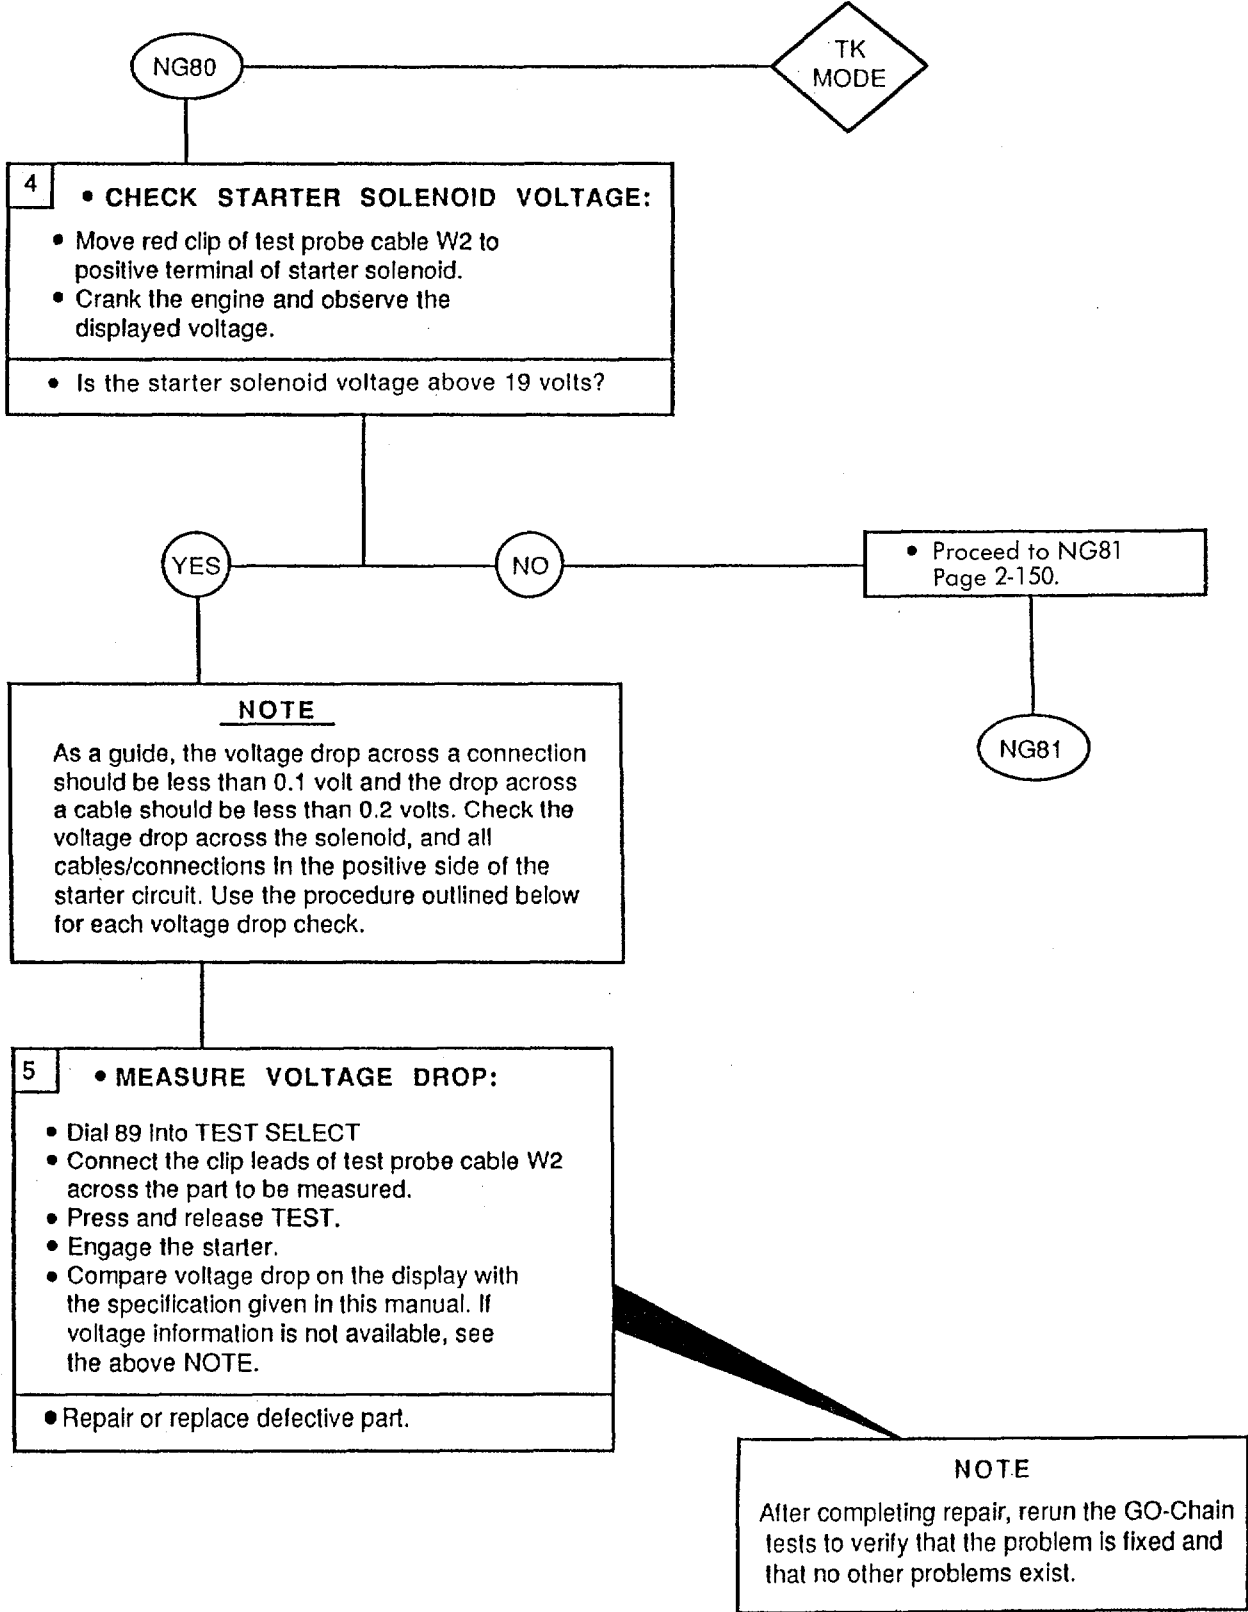 NG80
TK
MODE
4
• CHECK STARTER SOLENOID VOLTAGE:
• Move red clip of test probe cable W2 to
positive terminal of starter solenoid.
• Crank the engine and observe the
displayed voltage.
• Is the starter solenoid voltage above 19 volts?
YES
NO
• Proceed to NG81
Page 2-150.
NG81
NOTE
As a guide, the voltage drop across a connection
should be less than 0.1 volt and the drop across
a cable should be less than 0.2 volts. Check the
voltage drop across the solenoid, and all
cables/connections in the positive side of the
starter circuit. Use the procedure outlined below
for each voltage drop check.
5
• MEASURE VOLTAGE DROP:
• Dial 89 into TEST SELECT
• Connect the clip leads of test probe cable W2
across the part to be measured.
• Press and release TEST.
• Engage the starter.
• Compare voltage drop on the display with
the specification given in this manual. If
voltage information is not available, see
the above NOTE.
• Repair or replace defective part.
NOTE
After completing repair, rerun the GO-Chain
tests to verify that the problem is fixed and
that no other problems exist.